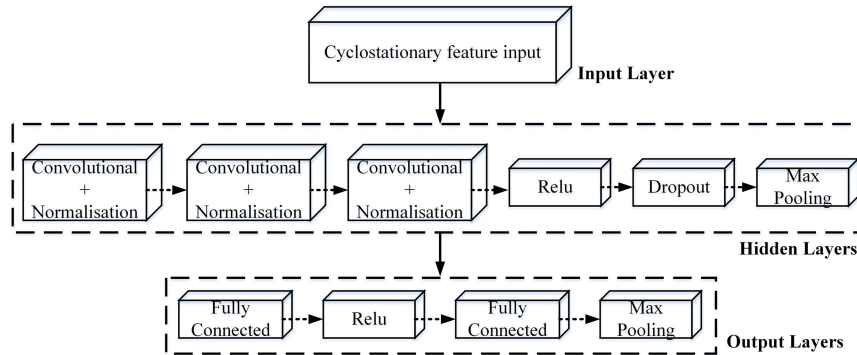 Cyclostationary feature input
Input Layer
Convolutional
+
Normalisation
Convolutional
+
Normalisation
Convolutional
+
Normalisation
Relu
Dropout
Max
Pooling
Hidden Layers
Fully
Connected
Relu
Fully
Connected
Max
Pooling
Output Layers